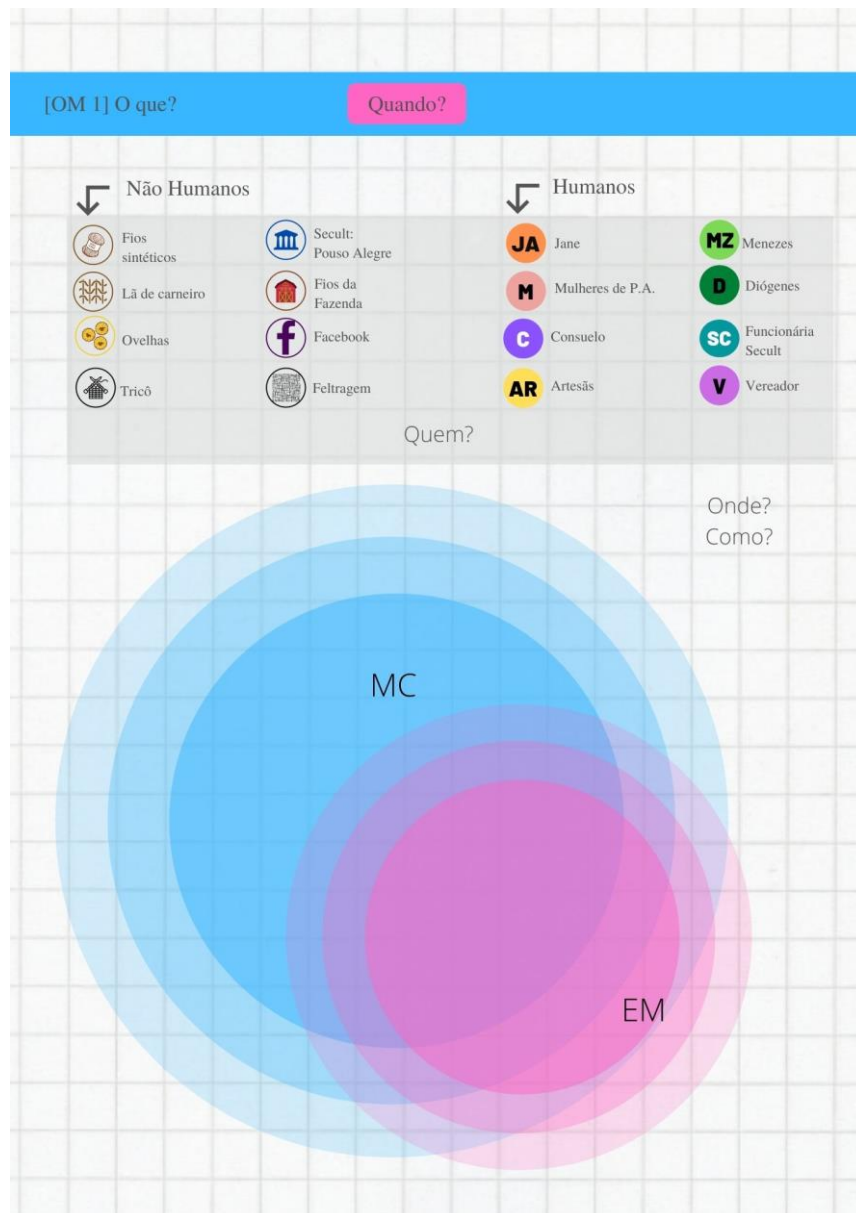 [OM 1] O que?
Quando?
Não Humanos
Humanos
Fios
sintéticos
Secult:
Pouso Alegre
JA
Jane
MZ
Menezes
Lã de carneiro
Fios da
Fazenda
M
Mulheres de P.A.
D
Diógenes
Ovelhas
Facebook
C
Consuelo
SC
Funcionária
Secult
Tricô
Feltragem
AR
Artesãs
V
Vereador
Quem?
Onde?
Como?
MC
EM